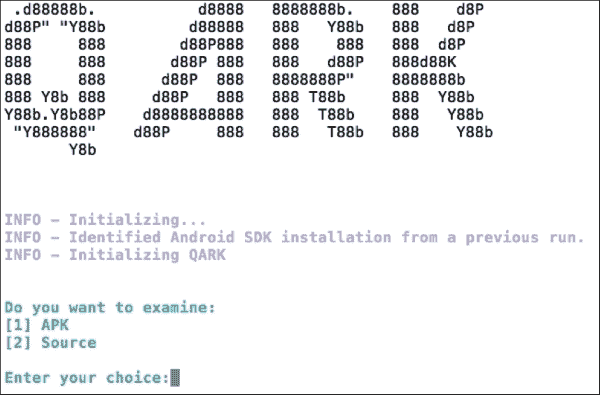 .d88888b.           d8888   8888888b.   888    d8P
d88P" "Y88b         d88888   888   Y88b  888   d8P
888     888        d88P888   888    888  888  d8P
888     888       d88P 888   888   d88P  888d88K
888     888      d88P  888   8888888P"   8888888b
888 Y8b 888     d88P   888   888 T88b    888  Y88b
Y88b.Y8b88P    d8888888888   888  T88b   888   Y88b
 "Y888888"    d88P     888   888   T88b  888    Y88b
       Y8b
INFO - Initializing...
INFO - Identified Android SDK installation from a previous run.
INFO - Initializing QARK
Do you want to examine:
[1] APK
[2] Source
Enter your choice: